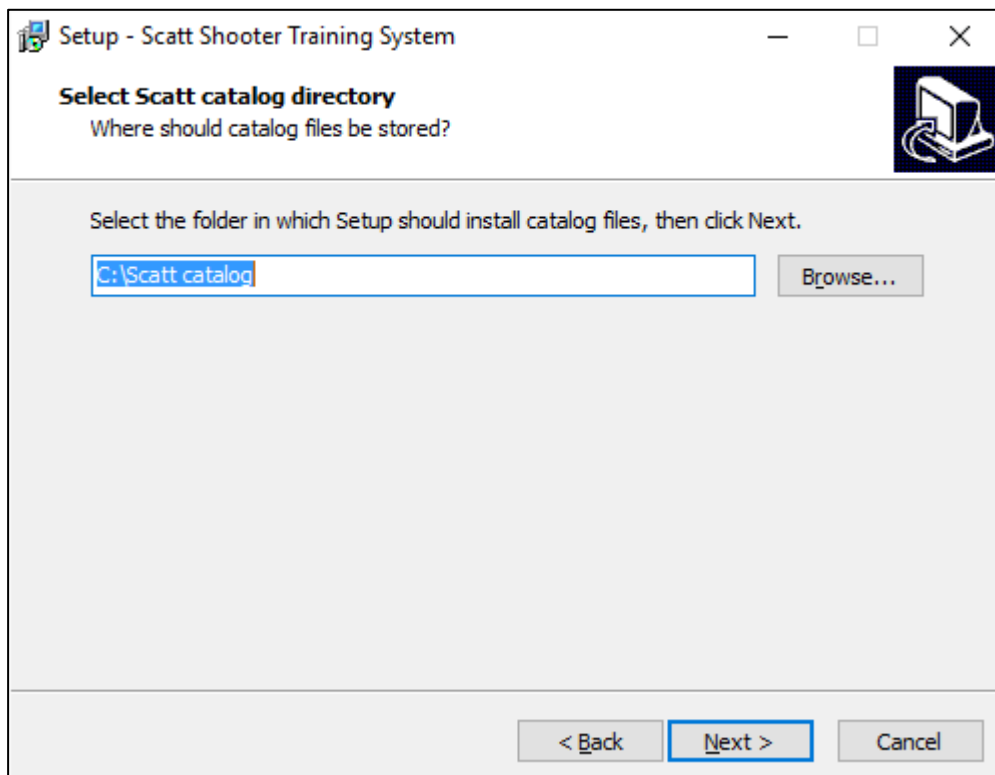 Setup - Scatt Shooter Training System
Select Scatt catalog directory
Where should catalog files be stored?
Select the folder in which Setup should install catalog files, then click Next.
C:\Scatt catalog
Browse...
< Back
Next >
Cancel